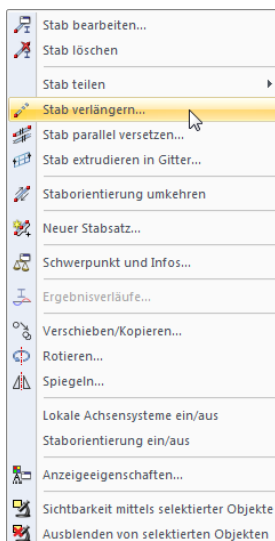 Stab bearbeiten...
Stab löschen
Stab teilen
Stab verlängern...
Stab parallel versetzen...
Stab extrudieren in Gitter...
Staborientierung umkehren
Neuer Stabsatz...
Schwerpunkt und Infos...
Ergebnisverläufe...
Verschieben/Kopieren...
Rotieren...
Spiegeln...
Lokale Achsensysteme ein/aus
Staborientierung ein/aus
Anzeigeeigenschaften...
Sichtbarkeit mittels selektierter Objekte
Ausblenden von selektierten Objekten